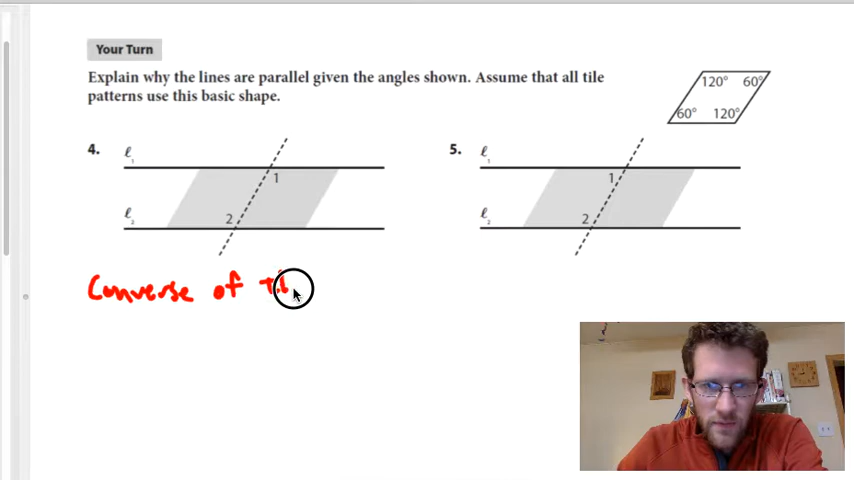 Your Turn
Explain why the lines are parallel given the angles shown. Assume that all tile
patterns use this basic shape.
120° 60°
60° 120°
4. ℓ₁
1
ℓ₂
2
5. ℓ₁
1
ℓ₂
2
Converse of